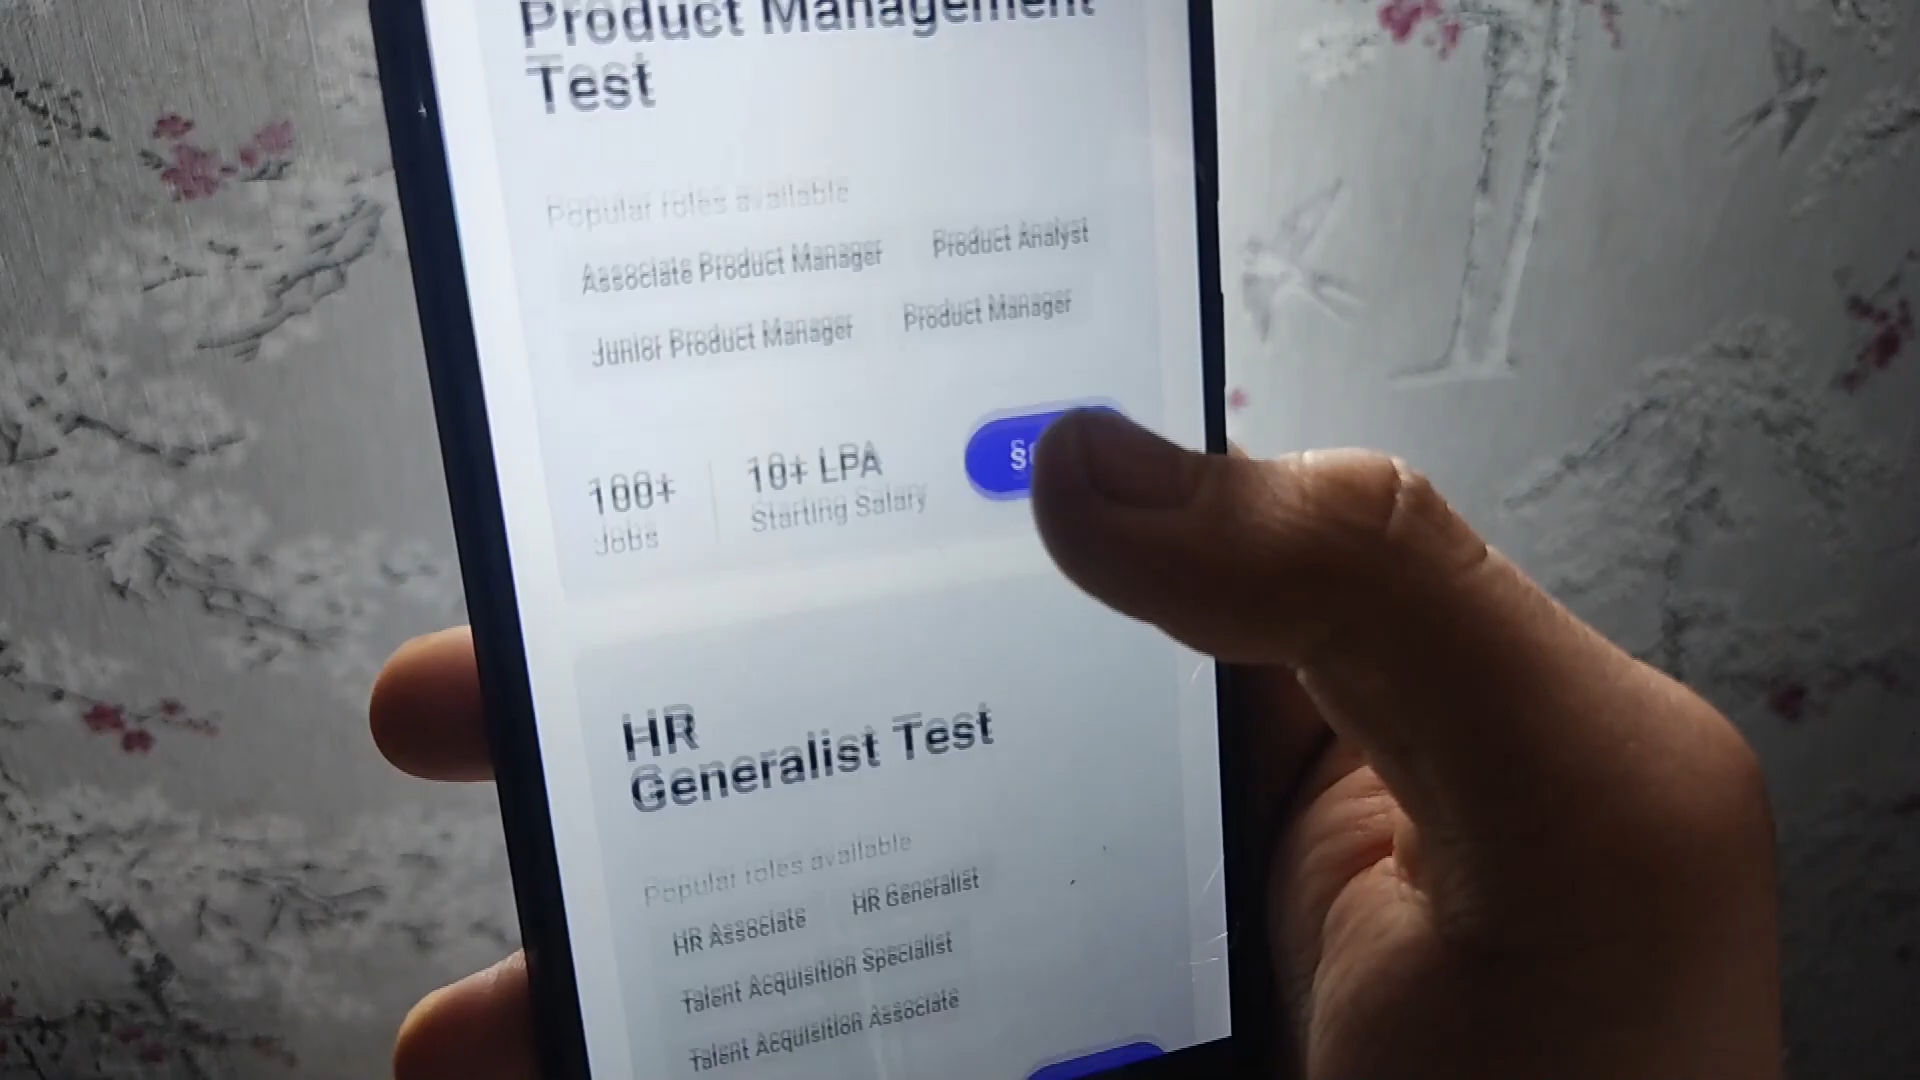 Product Management
Test
Popular roles available
Associate Product Manager
Product Analyst
Junior Product Manager
Product Manager
100+
Jobs
10+ LPA
Starting Salary
HR
Generalist Test
Popular roles available
HR Associate
HR Generalist
Talent Acquisition Specialist
Talent Acquisition Associate